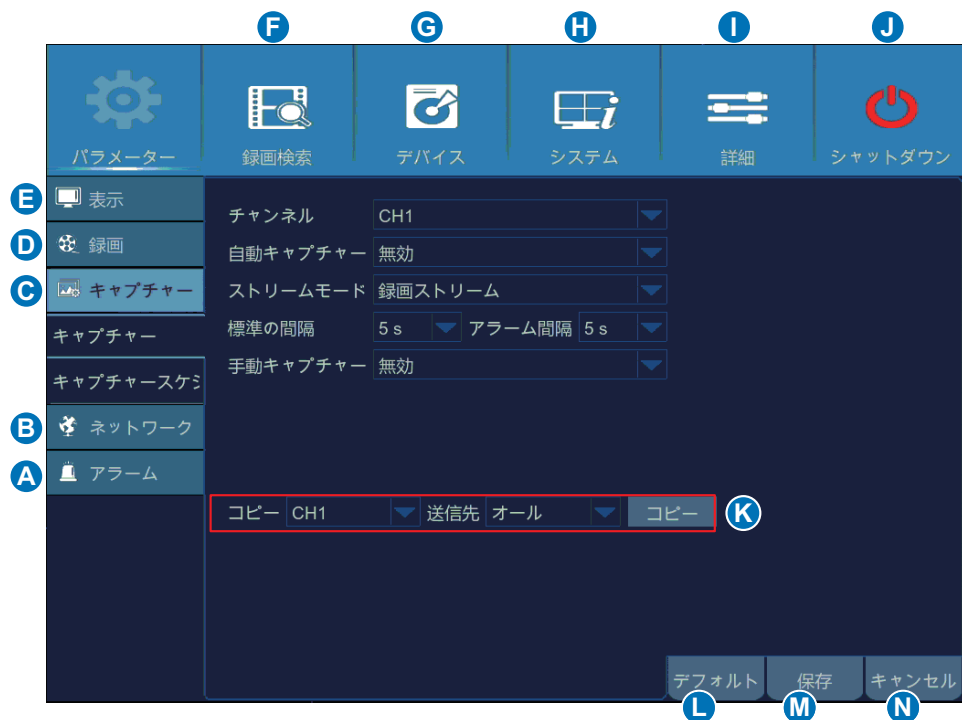 F G H I J
パラメーター 録画検索 デバイス システム 詳細 シャットダウン
E 表示
D 録画
C キャプチャー
キャプチャー
キャプチャースケジ
B ネットワーク
A アラーム
チャンネル CH1
自動キャプチャー 無効
ストリームモード 録画ストリーム
標準の間隔 5 s アラーム間隔 5 s
手動キャプチャー 無効
コピー CH1 送信先 オール コピー K
デフォルト 保存 キャンセル
L M N